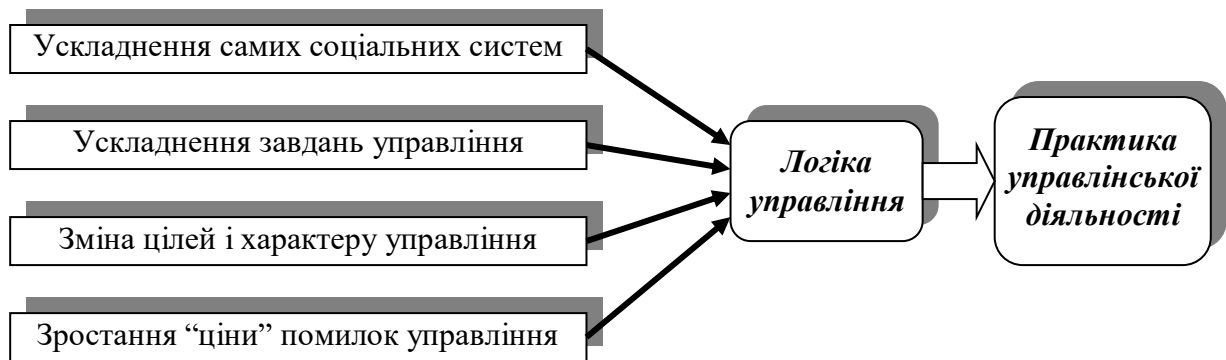 Ускладнення самих соціальних систем
Ускладнення завдань управління
Зміна цілей і характеру управління
Зростання “ціни” помилок управління
Логіка
управління
Практика
управлінської
діяльності